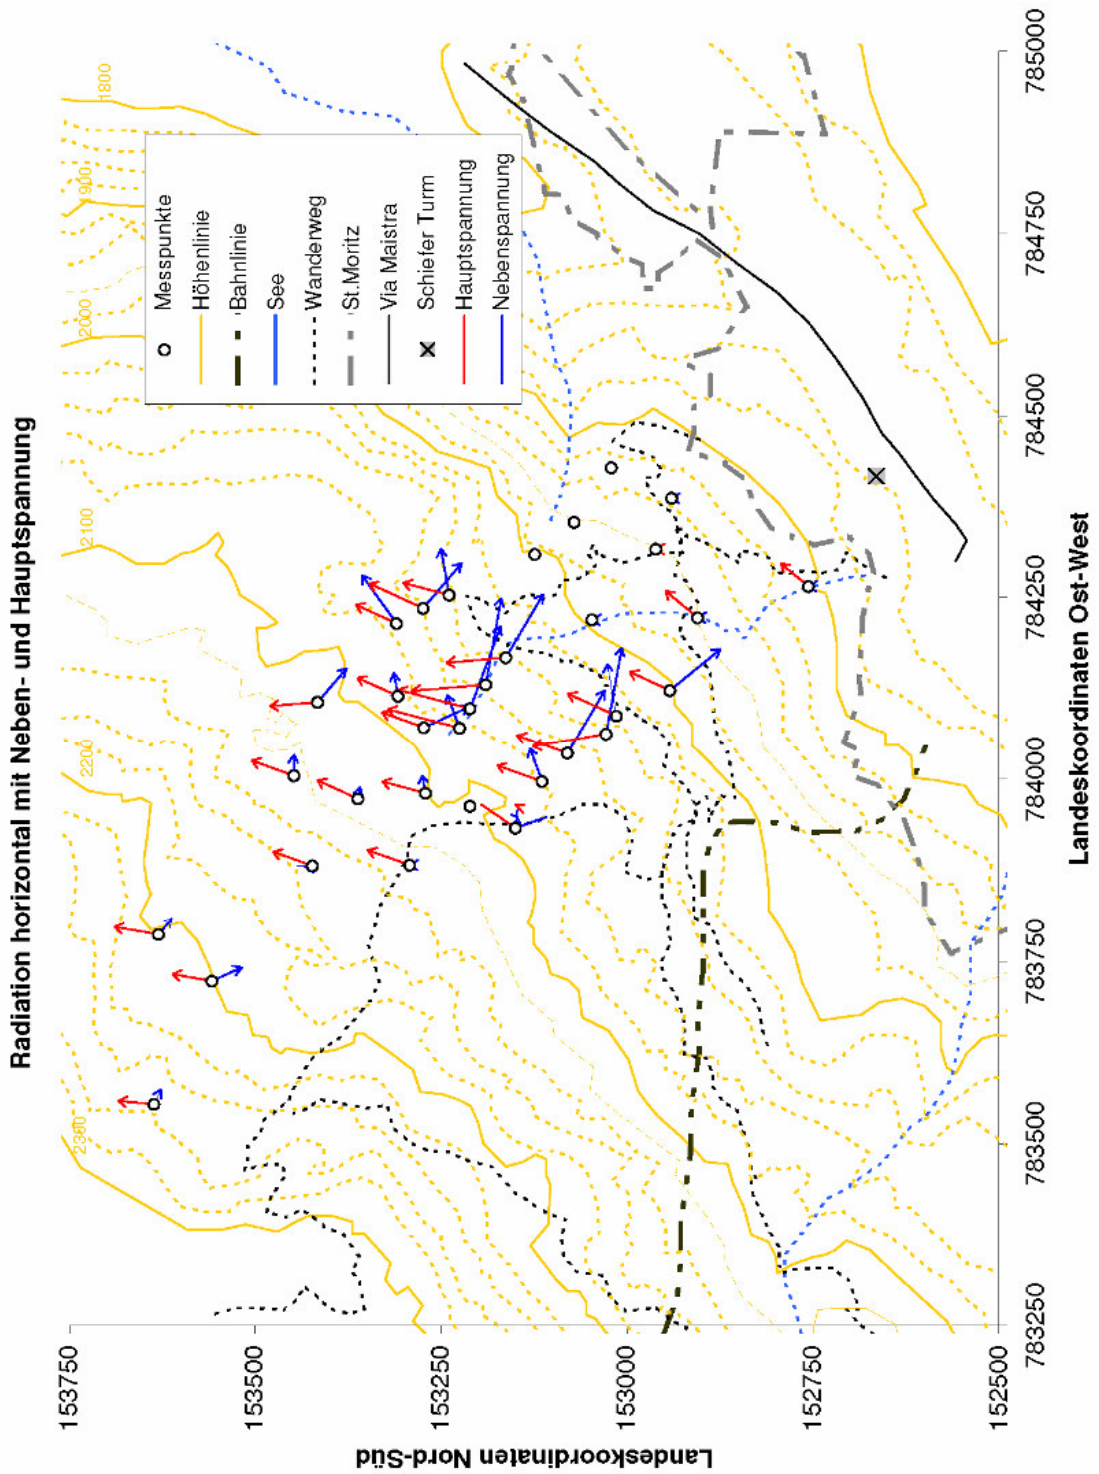 Radiation horizontal mit Neben- und Hauptspannung
1800
1900
2000
2100
2200
2300
Messpunkte
Höhenlinie
Bahnlinie
See
Wanderweg
St.Moritz
Via Maistra
Schiefer Turm
Hauptspannung
Nebenspannung
153750
153500
153250
153000
152750
152500
Landeskoordinaten Nord-Süd
783250
783500
783750
784000
784250
784500
784750
785000
Landeskoordinaten Ost-West